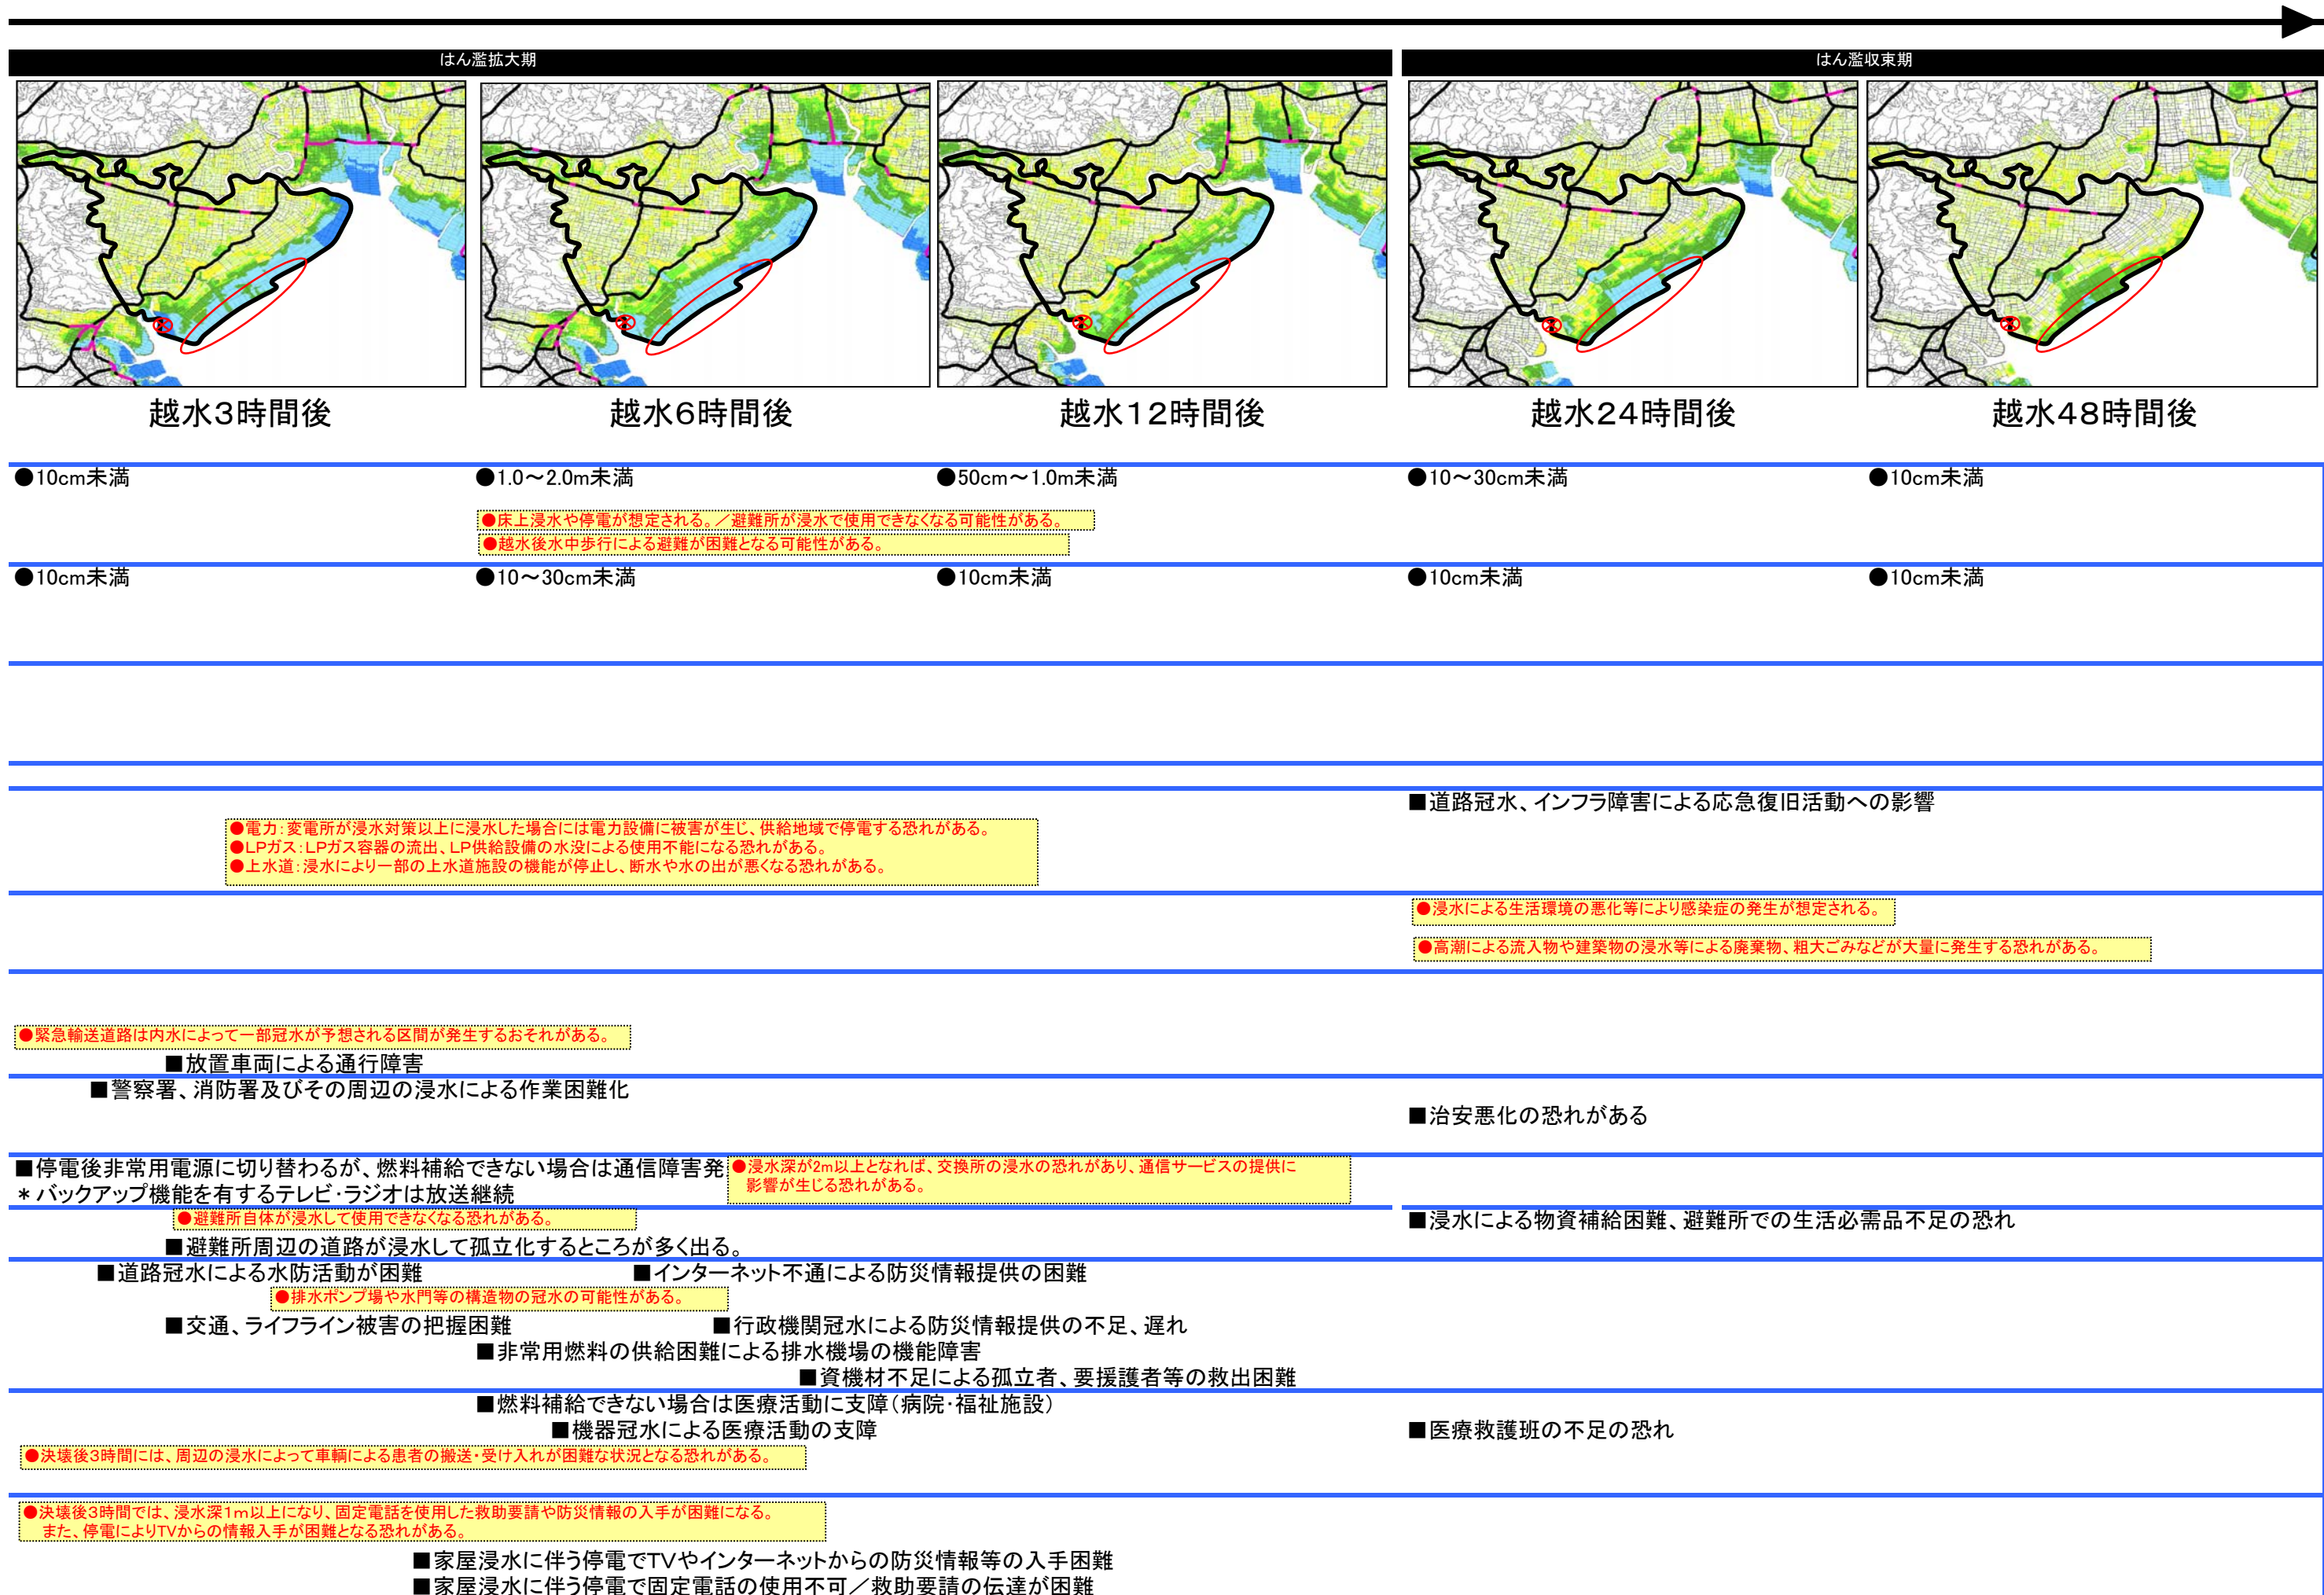 はん濫拡大期
はん濫収束期
越水3時間後
越水6時間後
越水12時間後
越水24時間後
越水48時間後
●10cm未満
●1.0～2.0m未満
●50cm～1.0m未満
●10～30cm未満
●10cm未満
●床上浸水や停電が想定される。／避難所が浸水で使用できなくなる可能性がある。
●越水後水中歩行による避難が困難となる可能性がある。
●10cm未満
●10～30cm未満
●10cm未満
●10cm未満
●10cm未満
■道路冠水、インフラ障害による応急復旧活動への影響
●電力：変電所が浸水対策以上に浸水した場合には電力設備に被害が生じ、供給地域で停電する恐れがある。
●LPガス：LPガス容器の流出、LP供給設備の水没による使用不能になる恐れがある。
●上水道：浸水により一部の上水道施設の機能が停止し、断水や水の出が悪くなる恐れがある。
●浸水による生活環境の悪化等により感染症の発生が想定される。
●高潮による流入物や建築物の浸水等による廃棄物、粗大ごみなどが大量に発生する恐れがある。
●緊急輸送道路は内水によって一部冠水が予想される区間が発生するおそれがある。
■放置車両による通行障害
■警察署、消防署及びその周辺の浸水による作業困難化
■治安悪化の恐れがある
■停電後非常用電源に切り替わるが、燃料補給できない場合は通信障害発
＊バックアップ機能を有するテレビ・ラジオは放送継続
●浸水深が2m以上となれば、交換所の浸水の恐れがあり、通信サービスの提供に
影響が生じる恐れがある。
●避難所自体が浸水して使用できなくなる恐れがある。
■浸水による物資補給困難、避難所での生活必需品不足の恐れ
■避難所周辺の道路が浸水して孤立化するところが多く出る。
■道路冠水による水防活動が困難
■インターネット不通による防災情報提供の困難
●排水ポンプ場や水門等の構造物の冠水の可能性がある。
■交通、ライフライン被害の把握困難
■行政機関冠水による防災情報提供の不足、遅れ
■非常用燃料の供給困難による排水機場の機能障害
■資機材不足による孤立者、要援護者等の救出困難
■燃料補給できない場合は医療活動に支障（病院・福祉施設）
■機器冠水による医療活動の支障
■医療救護班の不足の恐れ
●決壊後3時間には、周辺の浸水によって車輌による患者の搬送・受け入れが困難な状況となる恐れがある。
●決壊後3時間では、浸水深1m以上になり、固定電話を使用した救助要請や防災情報の入手が困難になる。
また、停電によりTVからの情報入手が困難となる恐れがある。
■家屋浸水に伴う停電でTVやインターネットからの防災情報等の入手困難
■家屋浸水に伴う停電で固定電話の使用不可／救助要請の伝達が困難